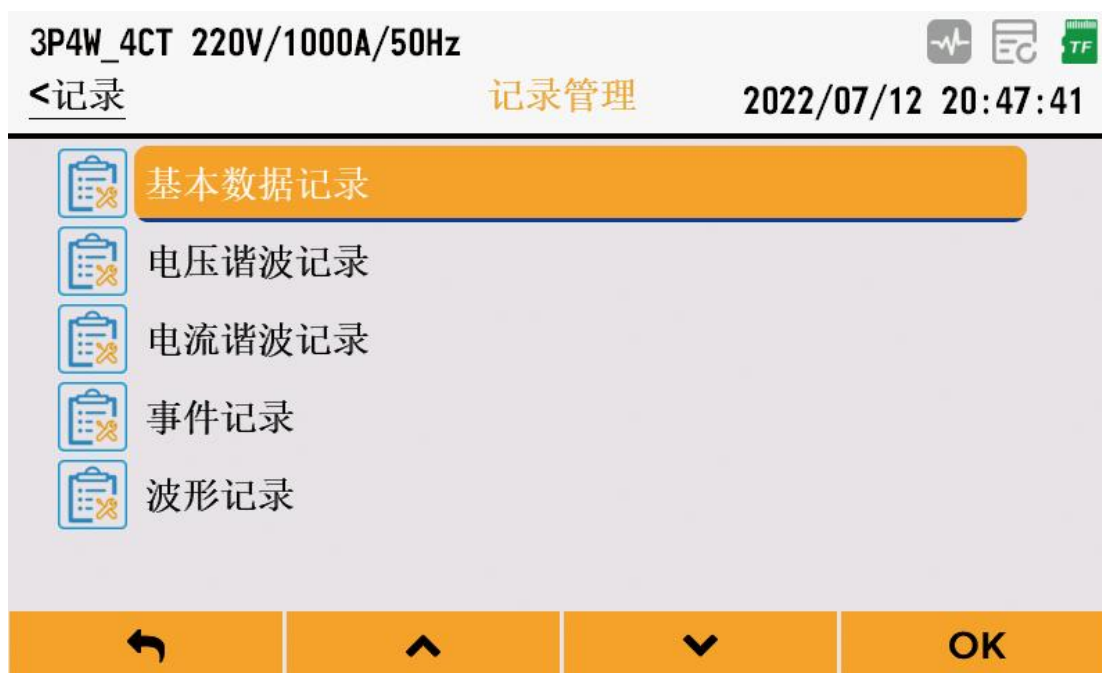 3P4W_4CT 220V/1000A/50Hz
TF
<记录 记录管理 2022/07/12 20:47:41
基本数据记录
电压谐波记录
电流谐波记录
事件记录
波形记录
OK